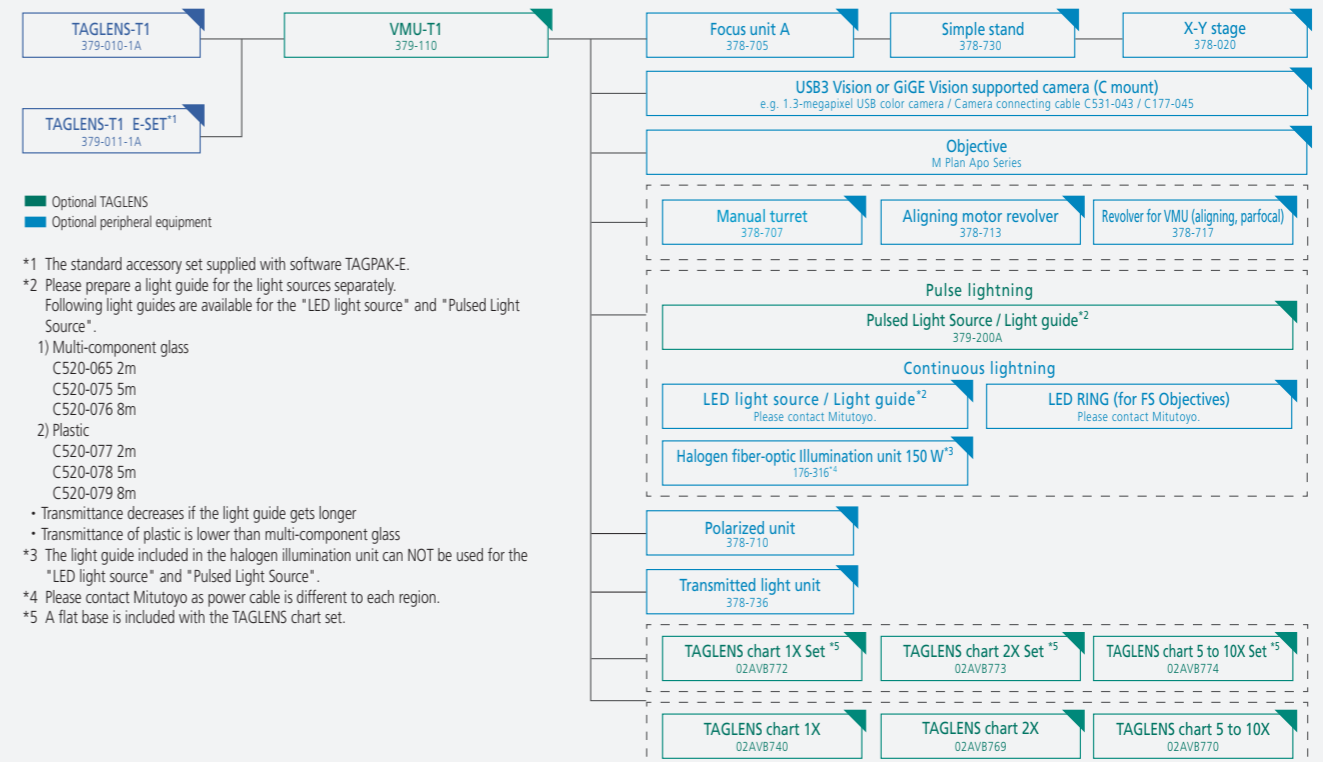 TAGLENS-T1
379-010-1A
VMU-T1
379-110
Focus unit A
378-705
Simple stand
378-730
X-Y stage
378-020
USB3 Vision or GiGE Vision supported camera (C mount)
e.g. 1.3-megapixel USB color camera / Camera connecting cable C531-043 / C177-045
TAGLENS-T1 E-SET*1
379-011-1A
Objective
M Plan Apo Series
Optional TAGLENS
Optional peripheral equipment
Manual turret
378-707
Aligning motor revolver
378-713
Revolver for VMU (aligning, parfocal)
378-717
*1 The standard accessory set supplied with software TAGPAK-E.
*2 Please prepare a light guide for the light sources separately.
Following light guides are available for the "LED light source" and "Pulsed Light
Source".
1) Multi-component glass
C520-065 2m
C520-075 5m
C520-076 8m
2) Plastic
C520-077 2m
C520-078 5m
C520-079 8m
・Transmittance decreases if the light guide gets longer
・Transmittance of plastic is lower than multi-component glass
*3 The light guide included in the halogen illumination unit can NOT be used for the
"LED light source" and "Pulsed Light Source".
*4 Please contact Mitutoyo as power cable is different to each region.
*5 A flat base is included with the TAGLENS chart set.
Pulse lightning
Pulsed Light Source / Light guide*2
379-200A
Continuous lightning
LED light source / Light guide*2
Please contact Mitutoyo.
LED RING (for FS Objectives)
Please contact Mitutoyo.
Halogen fiber-optic Illumination unit 150 W*3
176-316*4
Polarized unit
378-710
Transmitted light unit
378-736
TAGLENS chart 1X Set *5
02AVB772
TAGLENS chart 2X Set *5
02AVB773
TAGLENS chart 5 to 10X Set *5
02AVB774
TAGLENS chart 1X
02AVB740
TAGLENS chart 2X
02AVB769
TAGLENS chart 5 to 10X
02AVB770